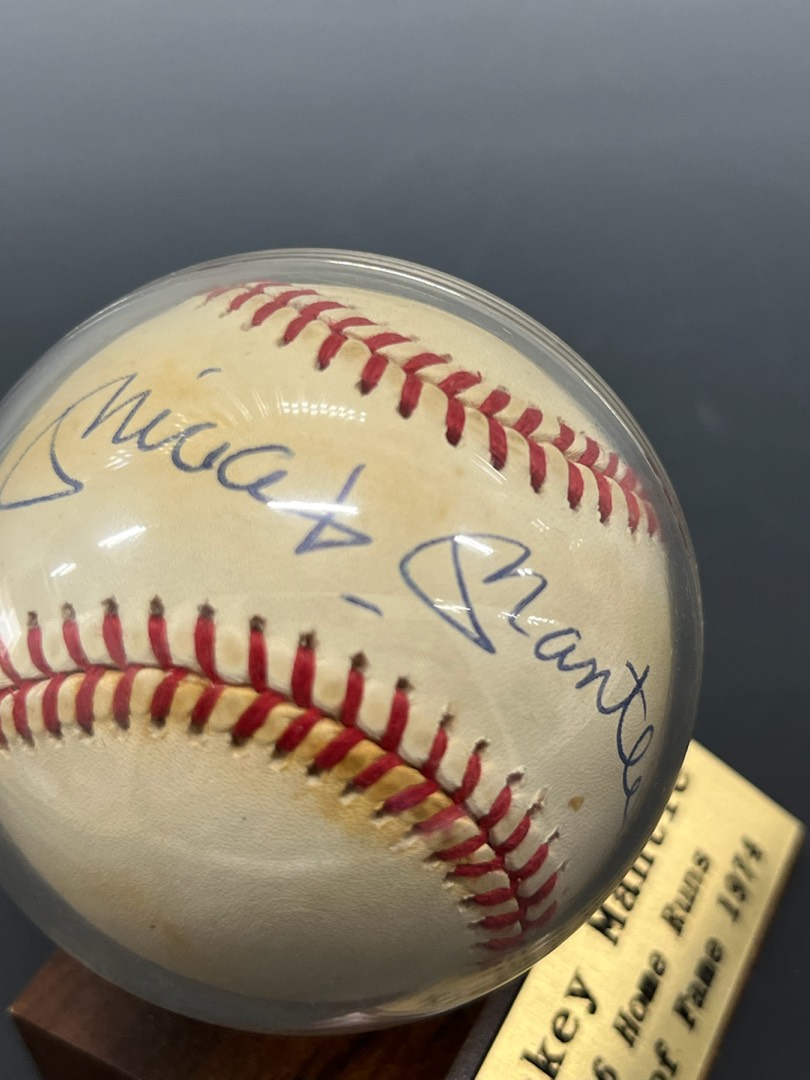 Mickey Mantle
key Mantle
6 Home Runs
of Fame 1974